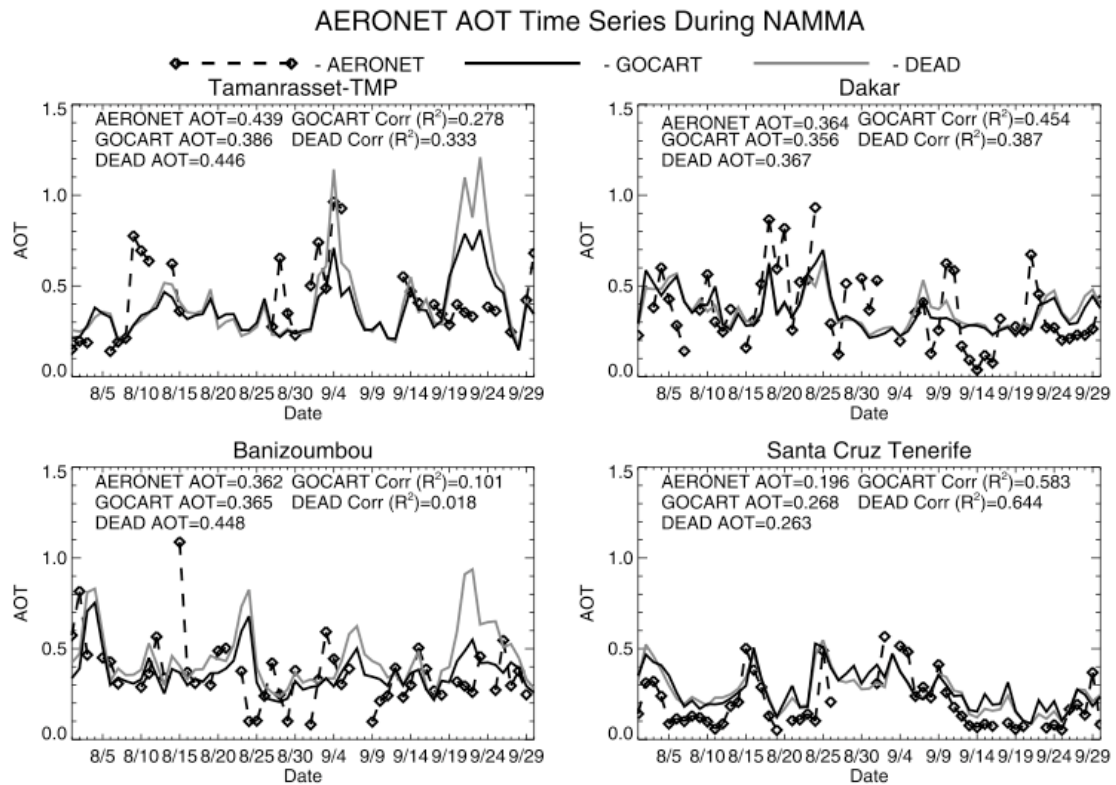 AERONET AOT Time Series During NAMMA
- AERONET - GOCART - DEAD
Tamanrasset-TMP
AERONET AOT=0.439 GOCART Corr (R²)=0.278
GOCART AOT=0.386 DEAD Corr (R²)=0.333
DEAD AOT=0.446
1.5
1.0
0.5
0.0
AOT
8/5 8/10 8/15 8/20 8/25 8/30 9/4 9/9 9/14 9/19 9/24 9/29
Date
Dakar
AERONET AOT=0.364 GOCART Corr (R²)=0.454
GOCART AOT=0.356 DEAD Corr (R²)=0.387
DEAD AOT=0.367
1.5
1.0
0.5
0.0
AOT
8/5 8/10 8/15 8/20 8/25 8/30 9/4 9/9 9/14 9/19 9/24 9/29
Date
Banizoumbou
AERONET AOT=0.362 GOCART Corr (R²)=0.101
GOCART AOT=0.365 DEAD Corr (R²)=0.018
DEAD AOT=0.448
1.5
1.0
0.5
0.0
AOT
8/5 8/10 8/15 8/20 8/25 8/30 9/4 9/9 9/14 9/19 9/24 9/29
Date
Santa Cruz Tenerife
AERONET AOT=0.196 GOCART Corr (R²)=0.583
GOCART AOT=0.268 DEAD Corr (R²)=0.644
DEAD AOT=0.263
1.5
1.0
0.5
0.0
AOT
8/5 8/10 8/15 8/20 8/25 8/30 9/4 9/9 9/14 9/19 9/24 9/29
Date